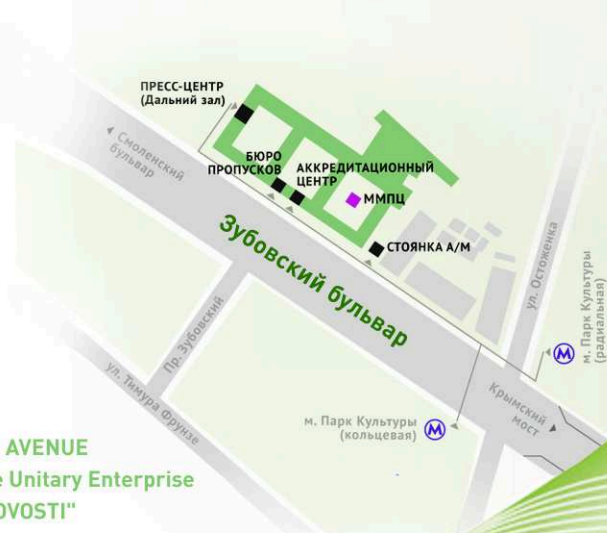 ПРЕСС-ЦЕНТР
(Дальний зал)
Смоленский
бульвар
БЮРО
ПРОПУСКОВ
АККРЕДИТАЦИОННЫЙ
ЦЕНТР
ММПЦ
СТОЯНКА А/М
Зубовский бульвар
ул. Остоженка
м. Парк Культуры
(радиальная)
М
Пр. Зубовский
ул. Тимура Фрунзе
Крымский
мост
м. Парк Культуры
(кольцевая)
М
AVENUE
Unitary Enterprise